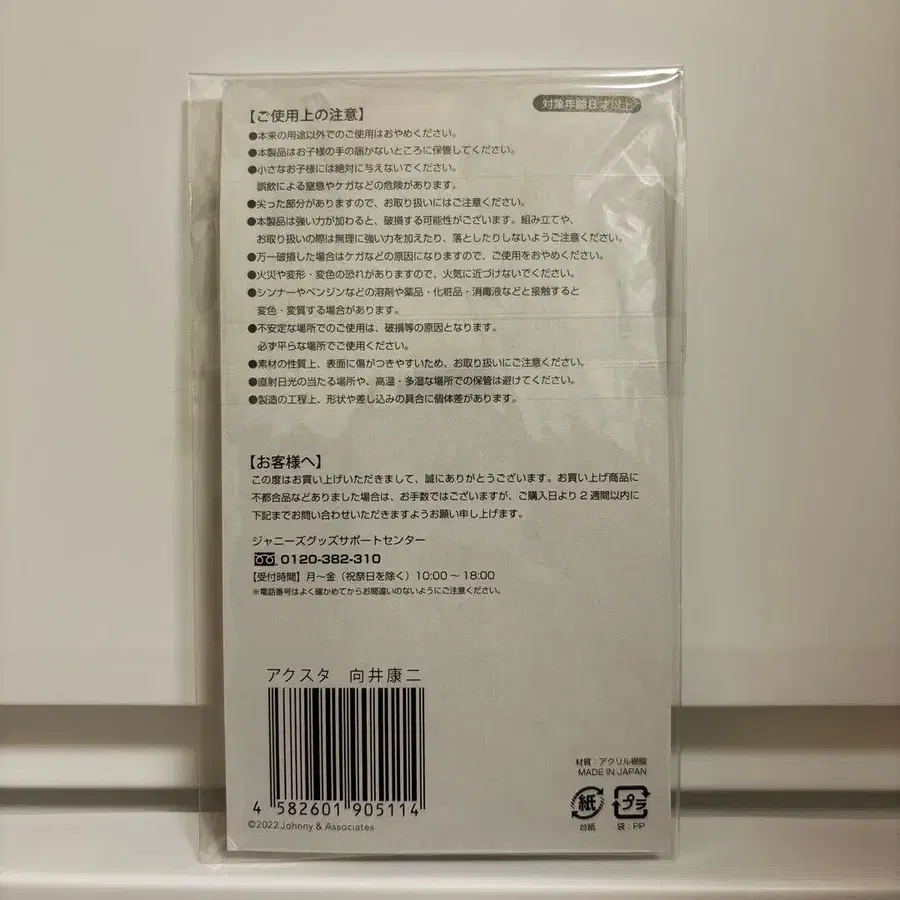 対象年齢8才以上
【ご使用上の注意】
●本来の用途以外でのご使用はおやめください。
●本製品はお子様の手の届かないところに保管してください。
●小さなお子様には絶対に与えないでください。
誤飲による窒息やケガなどの危険があります。
●尖った部分がありますので、お取り扱いにはご注意ください。
●本製品は強い力が加わると、破損する可能性がございます。組み立てや、
お取り扱いの際は無理に強い力を加えたり、落としたりしないようご注意ください。
●万一破損した場合はケガなどの原因になりますので、ご使用をおやめください。
●火災や変形・変色の恐れがありますので、火気に近づけないでください。
●シンナーやベンジンなどの溶剤や薬品・化粧品・消毒液などと接触すると
変色・変質する場合があります。
●不安定な場所でのご使用は、破損等の原因となります。
必ず平らな場所でご使用ください。
●素材の性質上、表面に傷がつきやすいため、お取り扱いにご注意ください。
●直射日光の当たる場所や、高温・多湿な場所での保管は避けてください。
●製造の工程上、形状や差し込みの具合に個体差があります。
【お客様へ】
この度はお買い上げいただきまして、誠にありがとうございます。お買い上げ商品に
不都合品などありました場合は、お手数ではございますが、ご購入日より2週間以内に
下記までお問い合わせいただきますようお願い申し上げます。
ジャニーズグッズサポートセンター
0120-382-310
【受付時間】月〜金（祝祭日を除く）10:00〜18:00
※電話番号はよく確かめてからお間違いのないようにご注意ください。
アクスタ 向井康二
4 582601 905114
©2022 Johnny & Associates
材質：アクリル樹脂
MADE IN JAPAN
紙 プラ
台紙 袋：PP